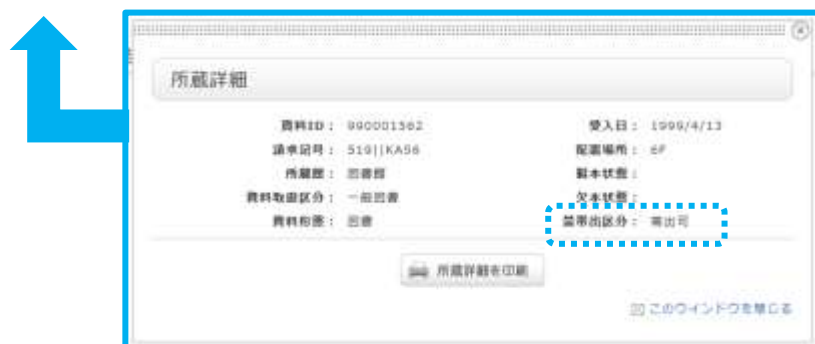 所蔵詳細
資料ID： 990001562 受入日： 1999/4/13
請求記号： 519||KA56 配置場所： 6F
所蔵館： 図書館 製本状態：
資料取扱区分： 一般図書 欠本状態：
資料形態： 図書 禁帯出区分： 帯出可
所蔵詳細を印刷
このウインドウを閉じる